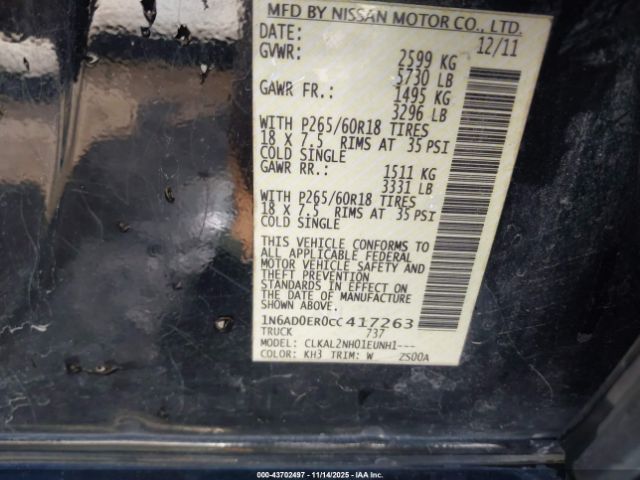 MFD BY NISSAN MOTOR CO., LTD.
DATE: 12/11
GVWR: 2599 KG
5730 LB
GAWR FR.: 1495 KG
3296 LB
WITH P265/60R18 TIRES
18 X 7.5 RIMS AT 35 PSI
COLD SINGLE
GAWR RR.: 1511 KG
3331 LB
WITH P265/60R18 TIRES
18 X 7.5 RIMS AT 35 PSI
COLD SINGLE
THIS VEHICLE CONFORMS TO
ALL APPLICABLE FEDERAL
MOTOR VEHICLE SAFETY AND
THEFT PREVENTION
STANDARDS IN EFFECT ON
THE DATE OF MANUFACTURE
SHOWN ABOVE.
1N6AD0ER0CC417263
TRUCK 737
MODEL: CLKAL2NH01EUNH1---
COLOR: KH3 TRIM: W ZS00A
000-43702497 - 11/14/2025 - IAA Inc.